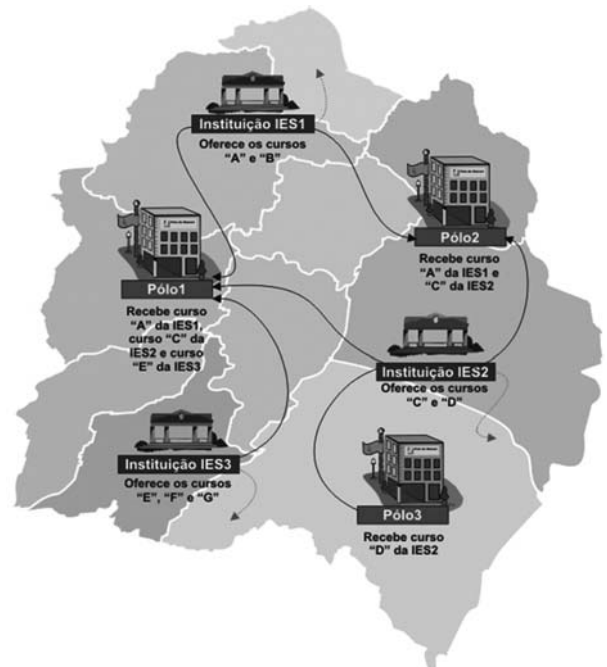 Instituição IES1
Oferece os cursos
"A" e "B"
Pólo2
Recebe curso
"A" da IES1 e
"C" da IES2
Pólo1
Recebe curso
"A" da IES1,
curso "C" da
IES2 e curso
"E" da IES3
Instituição IES2
Oferece os cursos
"C" e "D"
Instituição IES3
Oferece os cursos
"E", "F" e "G"
Pólo3
Recebe curso
"D" da IES2